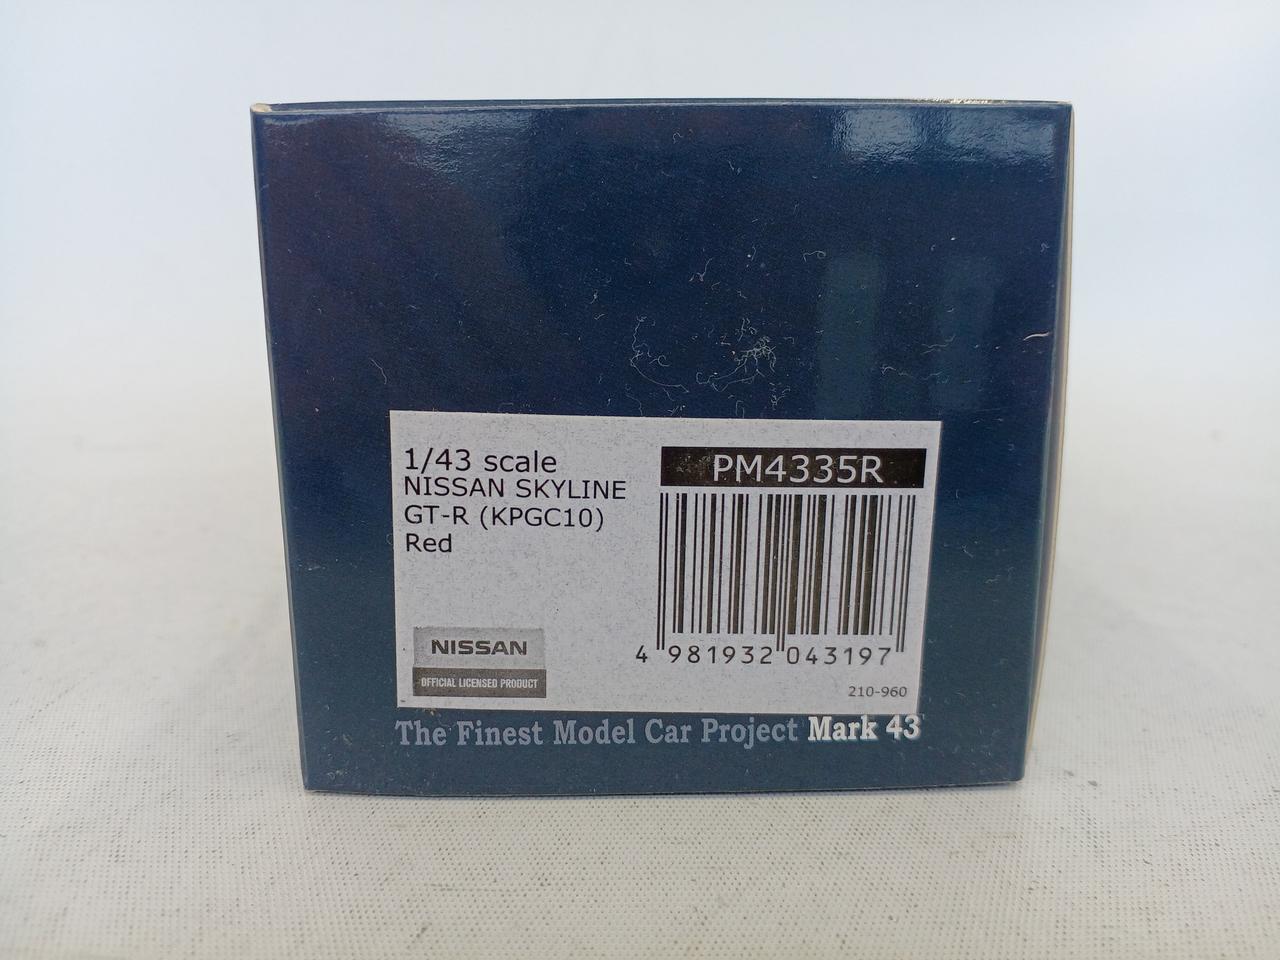 1/43 scale
NISSAN SKYLINE
GT-R (KPGC10)
Red
PM4335R
4 981932 043197
NISSAN
OFFICIAL LICENSED PRODUCT
210-960
The Finest Model Car Project Mark 43